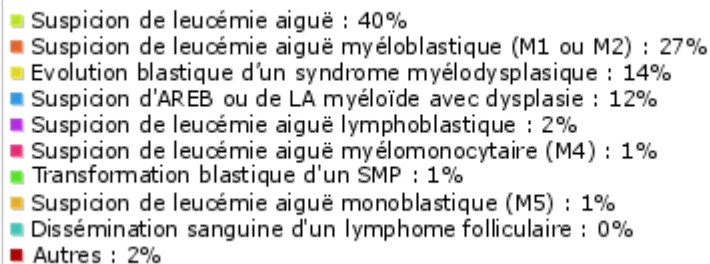 Suspicion de leucémie aiguë : 40%
Suspicion de leucémie aiguë myéloblastique (M1 ou M2) : 27%
Evolution blastique d'un syndrome myélodysplasique : 14%
Suspicion d'AREB ou de LA myéloïde avec dysplasie : 12%
Suspicion de leucémie aiguë lymphoblastique : 2%
Suspicion de leucémie aiguë myélomonocytaire (M4) : 1%
Transformation blastique d'un SMP : 1%
Suspicion de leucémie aiguë monoblastique (M5) : 1%
Dissémination sanguine d'un lymphome folliculaire : 0%
Autres : 2%